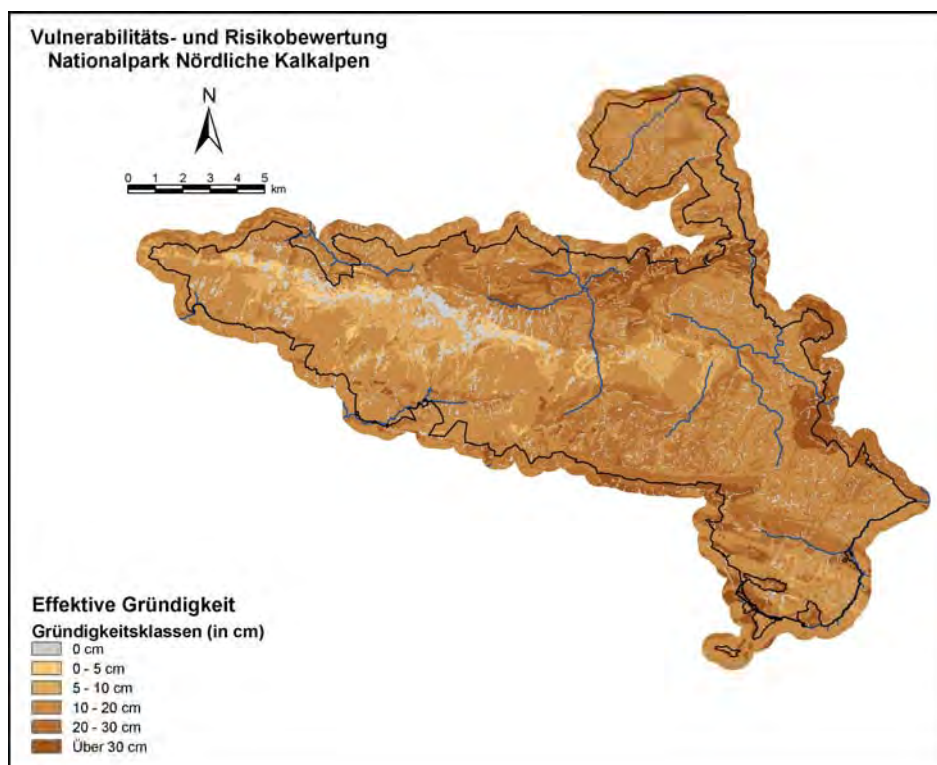 Vulnerabilitäts- und Risikobewertung
Nationalpark Nördliche Kalkalpen
N
0 1 2 3 4 5
km
Effektive Gründigkeit
Gründigkeitsklassen (in cm)
0 cm
0 - 5 cm
5 - 10 cm
10 - 20 cm
20 - 30 cm
Über 30 cm